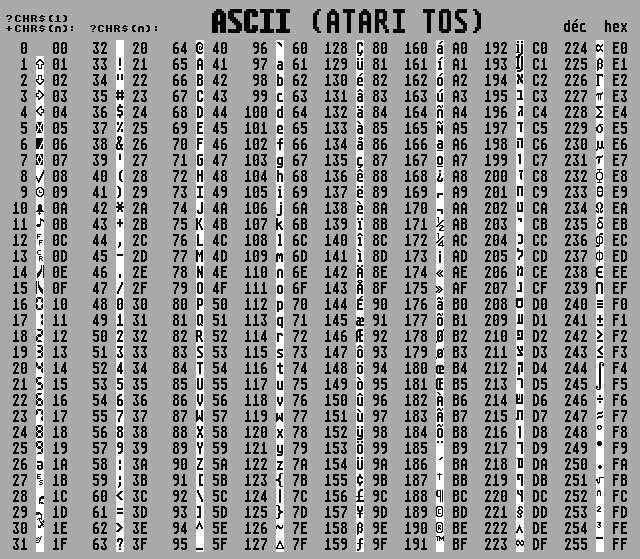 ?CHR$(1) ASCII (ATARI TOS)
+CHR$(n): ?CHR$(n): déc hex
0 00 32 20 64 @ 40 96 ` 60 128 Ç 80 160 á A0 192 ĳ C0 224 α E0
1 ⇧ 01 33 ! 21 65 A 41 97 a 61 129 ü 81 161 í A1 193 Ĳ C1 225 β E1
2 ⇩ 02 34 " 22 66 B 42 98 b 62 130 é 82 162 ó A2 194 א C2 226 Γ E2
3 ⇨ 03 35 # 23 67 C 43 99 c 63 131 â 83 163 ú A3 195 ב C3 227 π E3
4 ⇦ 04 36 $ 24 68 D 44 100 d 64 132 ä 84 164 ñ A4 196 ג C4 228 Σ E4
5 05 37 % 25 69 E 45 101 e 65 133 à 85 165 Ñ A5 197 ד C5 229 σ E5
6 06 38 & 26 70 F 46 102 f 66 134 å 86 166 ª A6 198 ה C6 230 µ E6
7 07 39 ' 27 71 G 47 103 g 67 135 ç 87 167 º A7 199 ו C7 231 τ E7
8 ✓ 08 40 ( 28 72 H 48 104 h 68 136 ê 88 168 ¿ A8 200 ז C8 232 Φ E8
9 09 41 ) 29 73 I 49 105 i 69 137 ë 89 169 ⌐ A9 201 ח C9 233 Θ E9
10 0A 42 * 2A 74 J 4A 106 j 6A 138 è 8A 170 ¬ AA 202 ט CA 234 Ω EA
11 ♪ 0B 43 + 2B 75 K 4B 107 k 6B 139 ï 8B 171 ½ AB 203 י CB 235 δ EB
12 0C 44 , 2C 76 L 4C 108 l 6C 140 î 8C 172 ¼ AC 204 כ CC 236 ∮ EC
13 0D 45 - 2D 77 M 4D 109 m 6D 141 ì 8D 173 ¡ AD 205 ל CD 237 φ ED
14 0E 46 . 2E 78 N 4E 110 n 6E 142 Ä 8E 174 « AE 206 מ CE 238 ∈ EE
15 0F 47 / 2F 79 O 4F 111 o 6F 143 Å 8F 175 » AF 207 נ CF 239 ∩ EF
16 0 10 48 0 30 80 P 50 112 p 70 144 É 90 176 ã B0 208 ס D0 240 ≡ F0
17 1 11 49 1 31 81 Q 51 113 q 71 145 æ 91 177 õ B1 209 ע D1 241 ± F1
18 2 12 50 2 32 82 R 52 114 r 72 146 Æ 92 178 Ø B2 210 פ D2 242 ≥ F2
19 3 13 51 3 33 83 S 53 115 s 73 147 ô 93 179 ø B3 211 צ D3 243 ≤ F3
20 4 14 52 4 34 84 T 54 116 t 74 148 ö 94 180 œ B4 212 ק D4 244 ⌠ F4
21 5 15 53 5 35 85 U 55 117 u 75 149 ò 95 181 Œ B5 213 ר D5 245 ⌡ F5
22 6 16 54 6 36 86 V 56 118 v 76 150 û 96 182 À B6 214 ש D6 246 ÷ F6
23 7 17 55 7 37 87 W 57 119 w 77 151 ù 97 183 Ã B7 215 ת D7 247 ≈ F7
24 8 18 56 8 38 88 X 58 120 x 78 152 ÿ 98 184 Õ B8 216 ן D8 248 ° F8
25 9 19 57 9 39 89 Y 59 121 y 79 153 Ö 99 185 ¨ B9 217 ך D9 249 • F9
26 ə 1A 58 : 3A 90 Z 5A 122 z 7A 154 Ü 9A 186 ´ BA 218 ם DA 250 · FA
27 1B 59 ; 3B 91 [ 5B 123 { 7B 155 ¢ 9B 187 † BB 219 ף DB 251 √ FB
28 1C 60 < 3C 92 \ 5C 124 | 7C 156 £ 9C 188 ¶ BC 220 ץ DC 252 ⁿ FC
29 1D 61 = 3D 93 ] 5D 125 } 7D 157 ¥ 9D 189 © BD 221 § DD 253 ² FD
30 1E 62 > 3E 94 ^ 5E 126 ~ 7E 158 ß 9E 190 ® BE 222 ∧ DE 254 ³ FE
31 1F 63 ? 3F 95 _ 5F 127 △ 7F 159 ƒ 9F 191 ™ BF 223 ∞ DF 255 ¯ FF